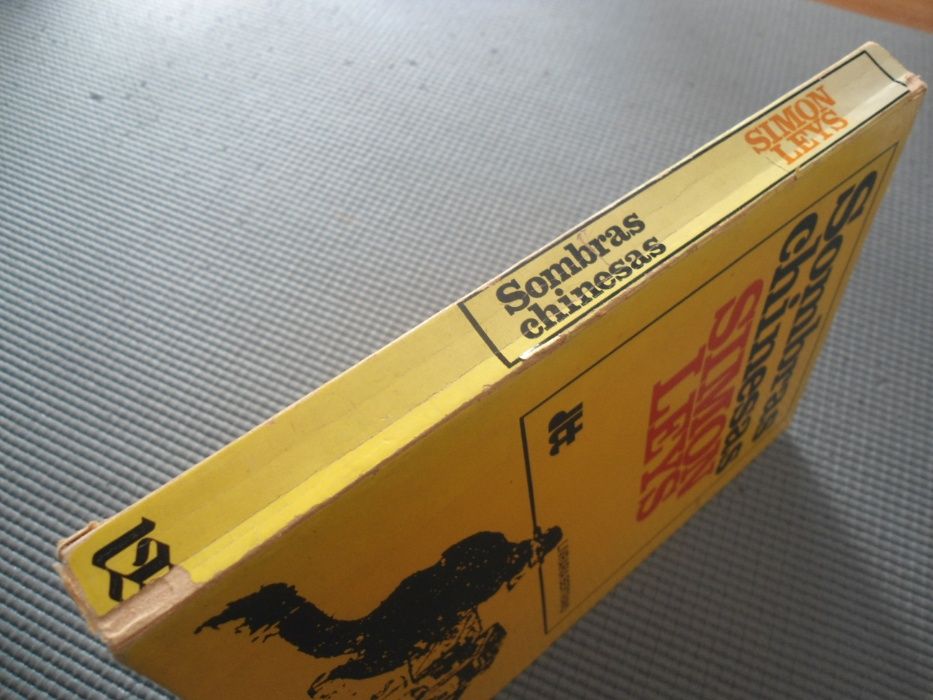 Sombras
chinesas
SIMON
LEYS
Sombras
chinesas
SIMON
LEYS